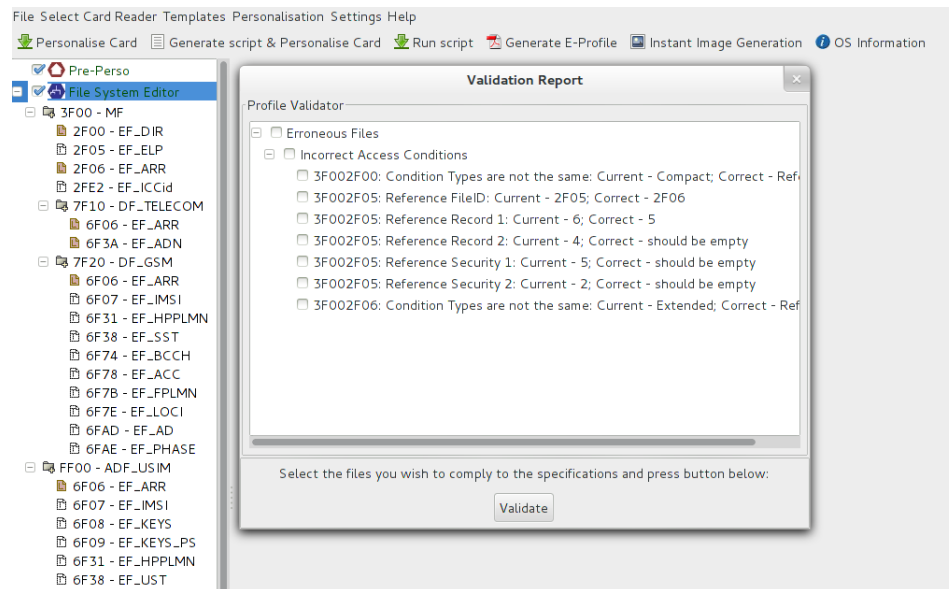 File Select Card Reader Templates Personalisation Settings Help
Personalise Card Generate script & Personalise Card Run script Generate E-Profile Instant Image Generation OS Information
Pre-Perso
File System Editor
3F00 - MF
2F00 - EF_DIR
2F05 - EF_ELP
2F06 - EF_ARR
2FE2 - EF_ICCid
7F10 - DF_TELECOM
6F06 - EF_ARR
6F3A - EF_ADN
7F20 - DF_GSM
6F06 - EF_ARR
6F07 - EF_IMSI
6F31 - EF_HPPLMN
6F38 - EF_SST
6F74 - EF_BCCH
6F78 - EF_ACC
6F7B - EF_FPLMN
6F7E - EF_LOCI
6FAD - EF_AD
6FAE - EF_PHASE
FF00 - ADF_USIM
6F06 - EF_ARR
6F07 - EF_IMSI
6F08 - EF_KEYS
6F09 - EF_KEYS_PS
6F31 - EF_HPPLMN
6F38 - EF_UST
Validation Report
Profile Validator
Erroneous Files
Incorrect Access Conditions
3F002F00: Condition Types are not the same: Current - Compact; Correct - Refe
3F002F05: Reference FileID: Current - 2F05; Correct - 2F06
3F002F05: Reference Record 1: Current - 6; Correct - 5
3F002F05: Reference Record 2: Current - 4; Correct - should be empty
3F002F05: Reference Security 1: Current - 5; Correct - should be empty
3F002F05: Reference Security 2: Current - 2; Correct - should be empty
3F002F06: Condition Types are not the same: Current - Extended; Correct - Ref
Select the files you wish to comply to the specifications and press button below:
Validate